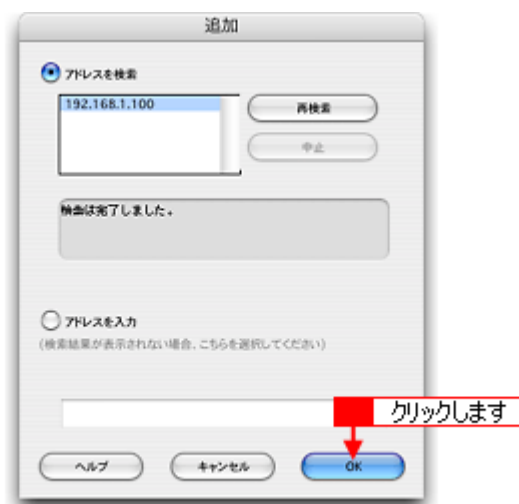 追加
アドレスを検索
192.168.1.100
再検索
中止
検索は完了しました。
アドレスを入力
(検索結果が表示されない場合、こちらを選択してください)
クリックします
ヘルプ
キャンセル
OK